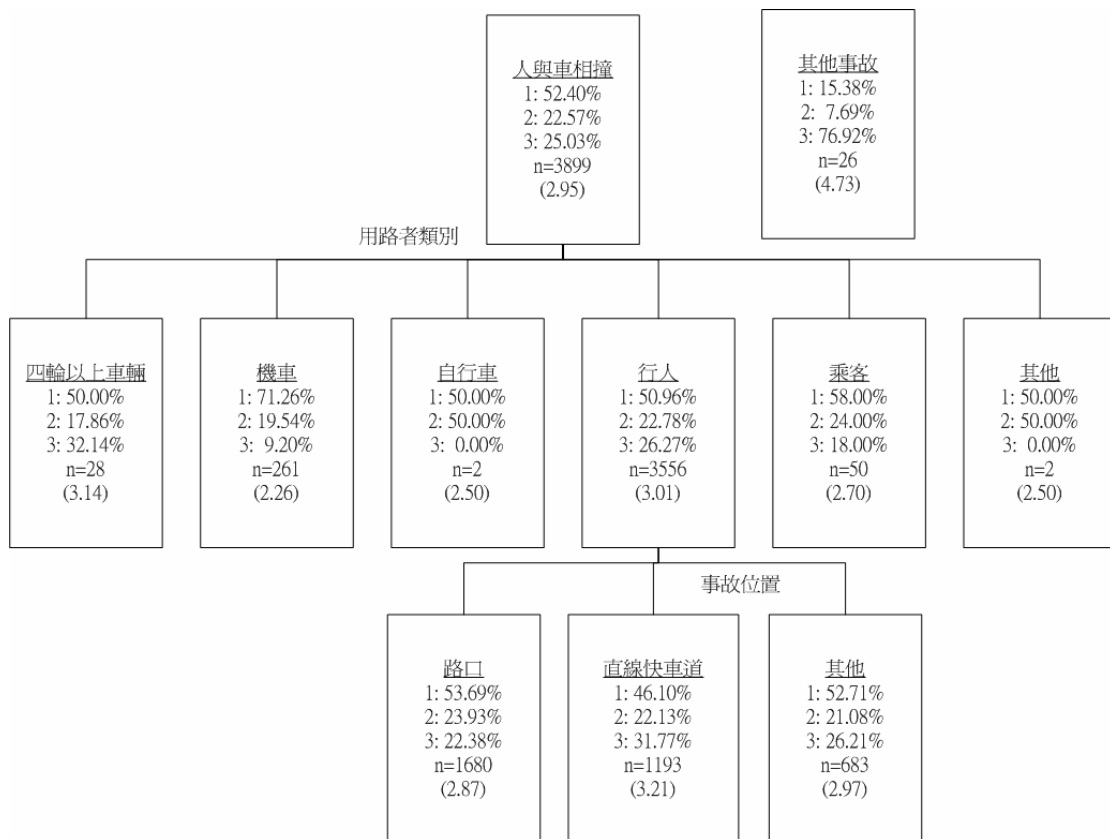 人與車相撞
1: 52.40%
2: 22.57%
3: 25.03%
n=3899
(2.95)
其他事故
1: 15.38%
2: 7.69%
3: 76.92%
n=26
(4.73)
用路者類別
四輪以上車輛
1: 50.00%
2: 17.86%
3: 32.14%
n=28
(3.14)
機車
1: 71.26%
2: 19.54%
3: 9.20%
n=261
(2.26)
自行車
1: 50.00%
2: 50.00%
3: 0.00%
n=2
(2.50)
行人
1: 50.96%
2: 22.78%
3: 26.27%
n=3556
(3.01)
乘客
1: 58.00%
2: 24.00%
3: 18.00%
n=50
(2.70)
其他
1: 50.00%
2: 50.00%
3: 0.00%
n=2
(2.50)
事故位置
路口
1: 53.69%
2: 23.93%
3: 22.38%
n=1680
(2.87)
直線快車道
1: 46.10%
2: 22.13%
3: 31.77%
n=1193
(3.21)
其他
1: 52.71%
2: 21.08%
3: 26.21%
n=683
(2.97)